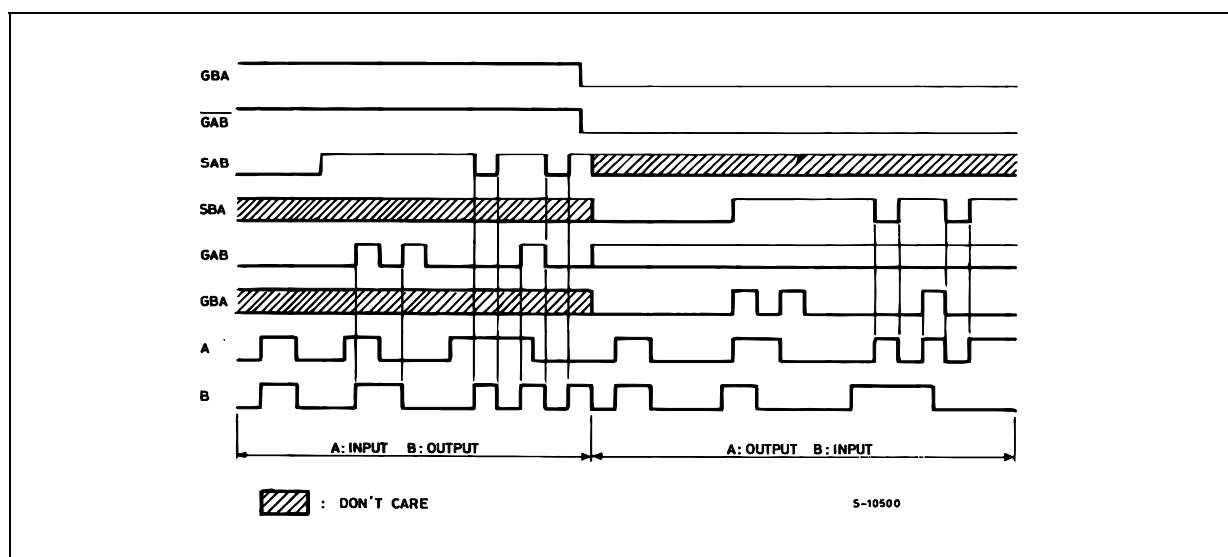 GBA
GAB
SAB
SBA
GAB
GBA
A
B
A: INPUT B: OUTPUT
A: OUTPUT B: INPUT
: DON'T CARE
S-10500